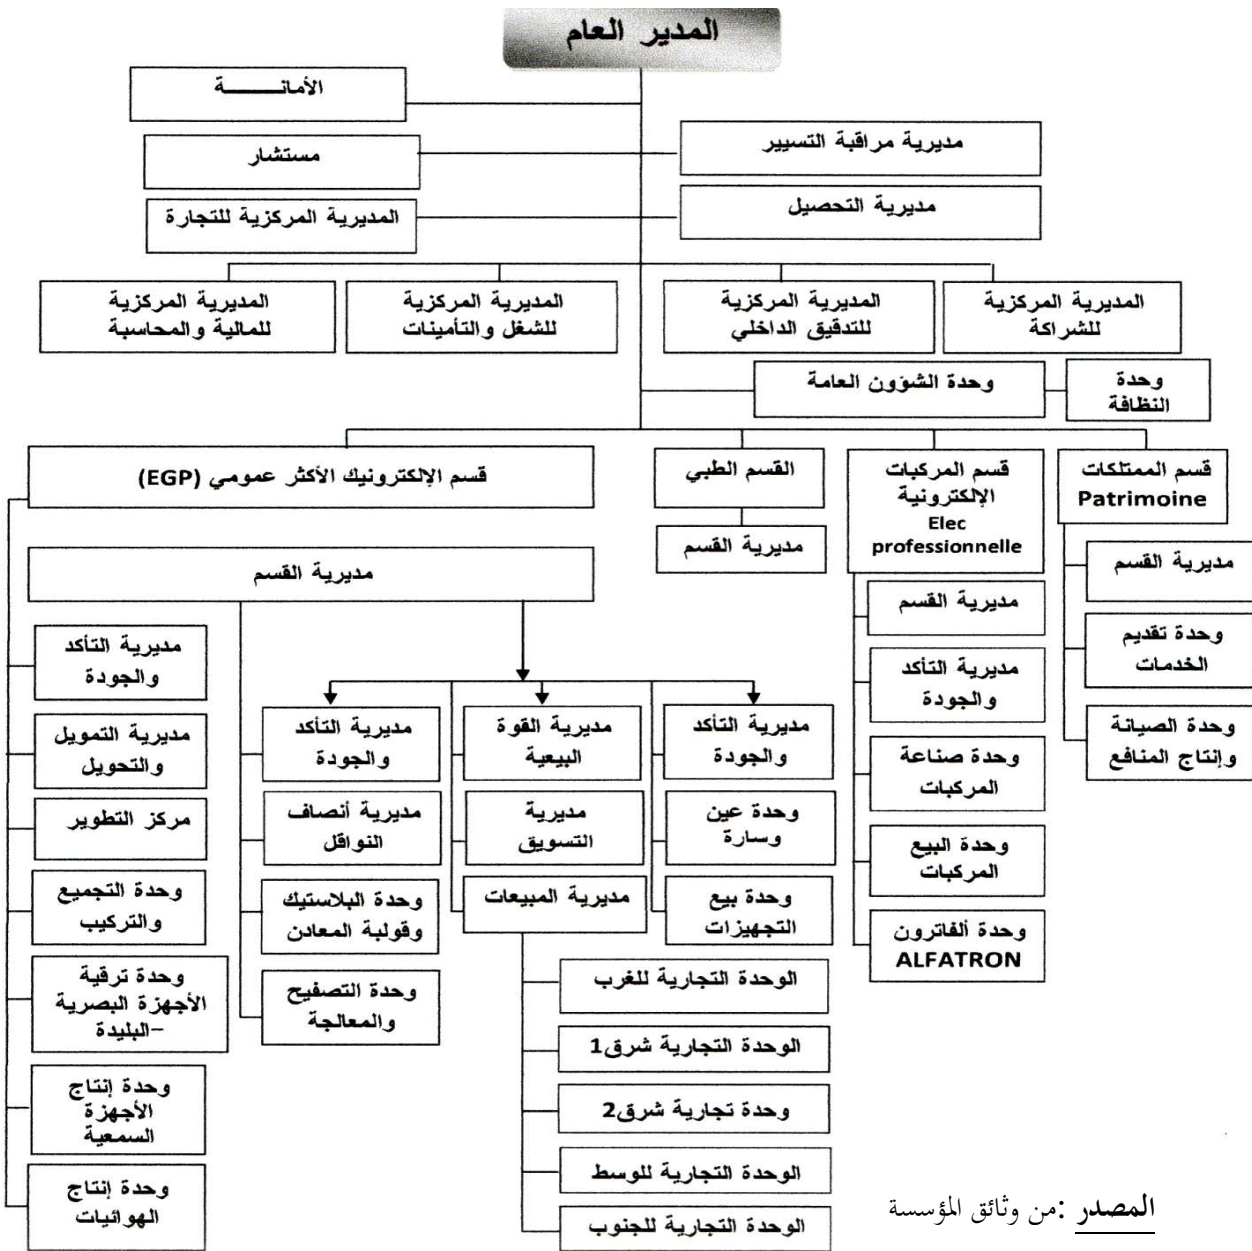 المدير العام
الأمانـــــــــة
مديرية مراقبة التسيير
مستشار
مديرية التحصيل
المديرية المركزية للتجارة
المديرية المركزية
للشراكة
المديرية المركزية
للتدقيق الداخلي
المديرية المركزية
للشغل والتأمينات
المديرية المركزية
للمالية والمحاسبة
وحدة
النظافة
وحدة الشؤون العامة
قسم الممتلكات
Patrimoine
قسم المركبات
الإلكترونية
Elec
professionnelle
القسم الطبي
قسم الإلكترونيك الأكثر عمومي (EGP)
مديرية القسم
وحدة تقديم
الخدمات
وحدة الصيانة
وإنتاج المنافع
مديرية القسم
مديرية التأكد
والجودة
وحدة صناعة
المركبات
وحدة البيع
المركبات
وحدة ألفاترون
ALFATRON
مديرية القسم
مديرية القسم
مديرية التأكد
والجودة
وحدة عين
وسارة
وحدة بيع
التجهيزات
مديرية القوة
البيعية
مديرية
التسويق
مديرية المبيعات
الوحدة التجارية للغرب
الوحدة التجارية شرق1
وحدة تجارية شرق2
الوحدة التجارية للوسط
الوحدة التجارية للجنوب
مديرية التأكد
والجودة
مديرية أنصاف
النواقل
وحدة البلاستيك
وقولبة المعادن
وحدة التصفيح
والمعالجة
مديرية التأكد
والجودة
مديرية التمويل
والتحويل
مركز التطوير
وحدة التجميع
والتركيب
وحدة ترقية
الأجهزة البصرية
-البليدة
وحدة إنتاج
الأجهزة
السمعية
وحدة إنتاج
الهوائيات
المصدر :من وثائق المؤسسة